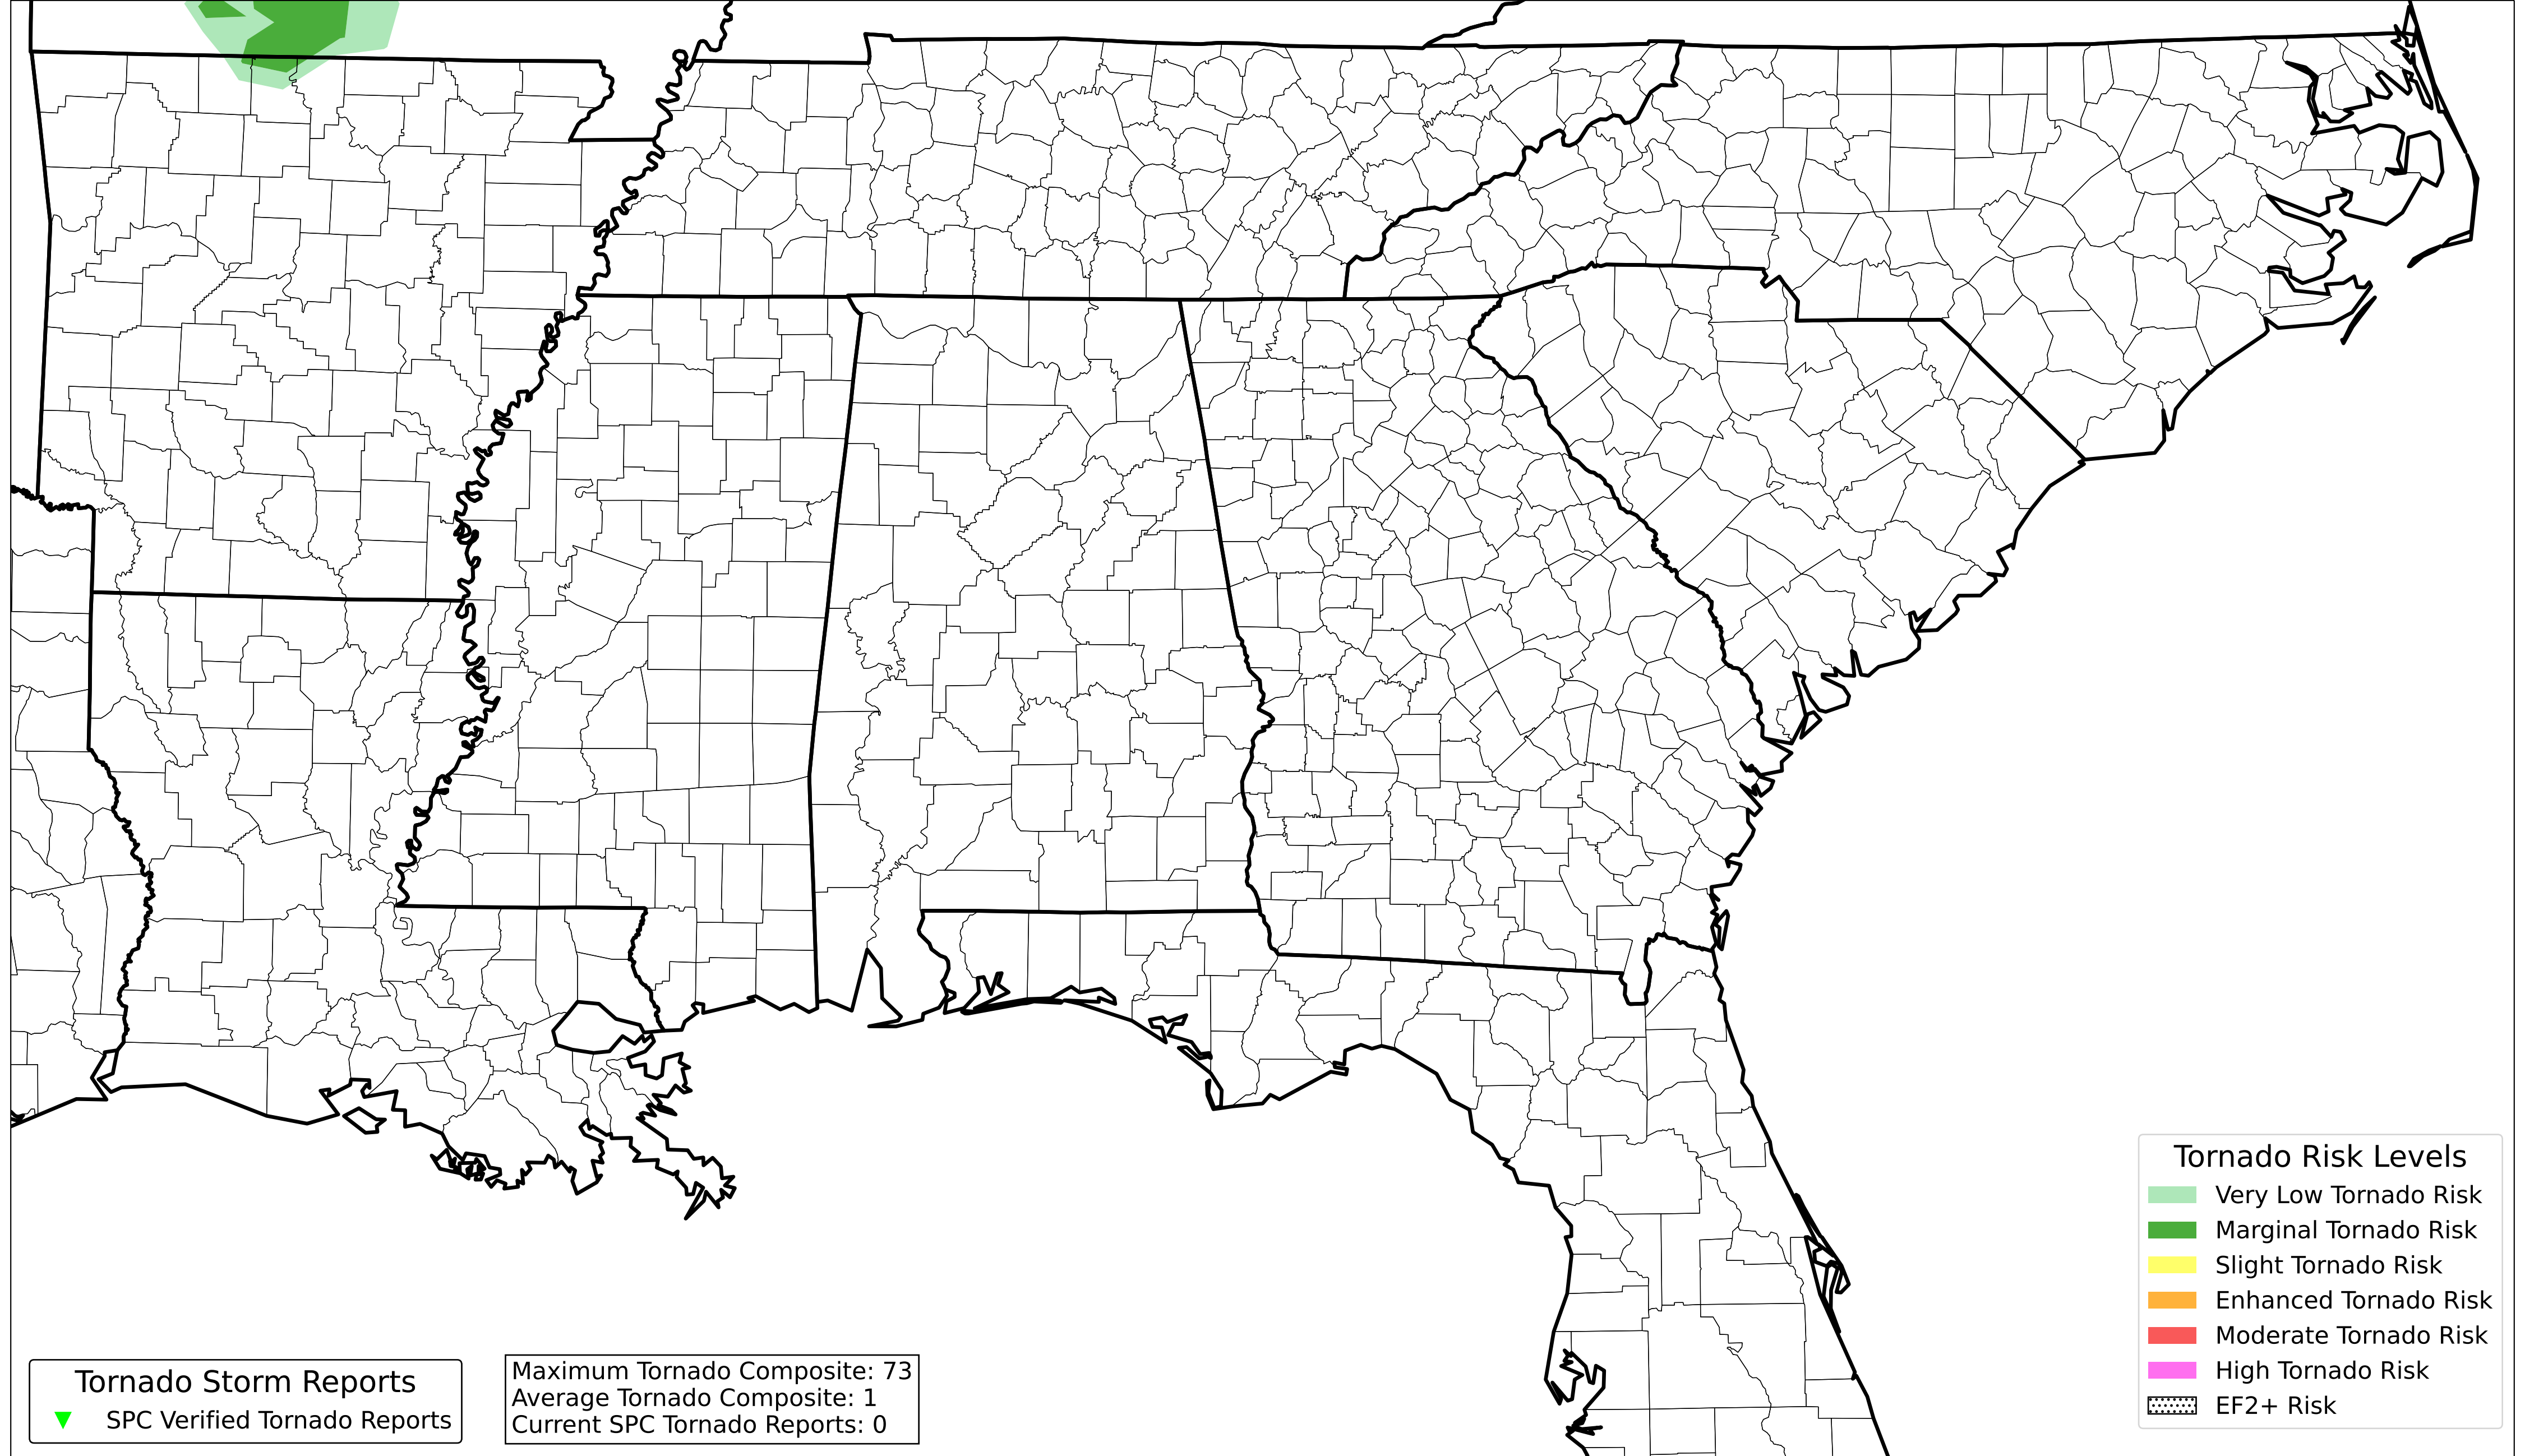 Tornado Storm Reports
SPC Verified Tornado Reports
Maximum Tornado Composite: 73
Average Tornado Composite: 1
Current SPC Tornado Reports: 0
Tornado Risk Levels
Very Low Tornado Risk
Marginal Tornado Risk
Slight Tornado Risk
Enhanced Tornado Risk
Moderate Tornado Risk
High Tornado Risk
EF2+ Risk